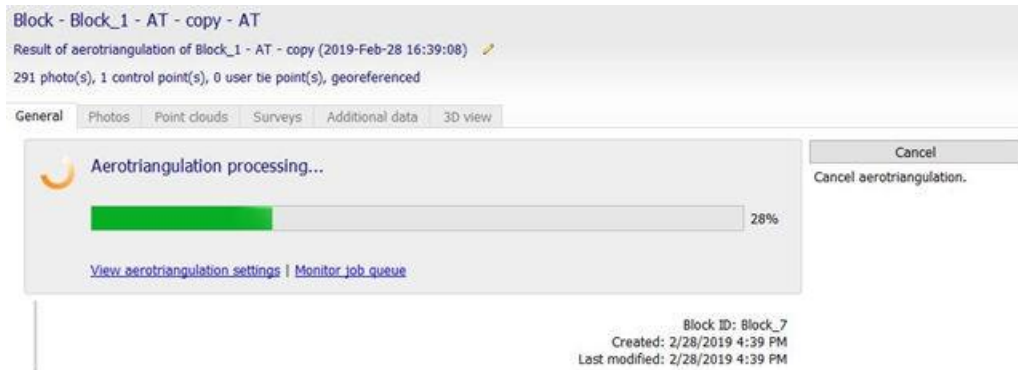 Block - Block_1 - AT - copy - AT
Result of aerotriangulation of Block_1 - AT - copy (2019-Feb-28 16:39:08)
291 photo(s), 1 control point(s), 0 user tie point(s), georeferenced
General Photos Point clouds Surveys Additional data 3D view
Aerotriangulation processing...
28%
View aerotriangulation settings | Monitor job queue
Cancel
Cancel aerotriangulation.
Block ID: Block_7
Created: 2/28/2019 4:39 PM
Last modified: 2/28/2019 4:39 PM